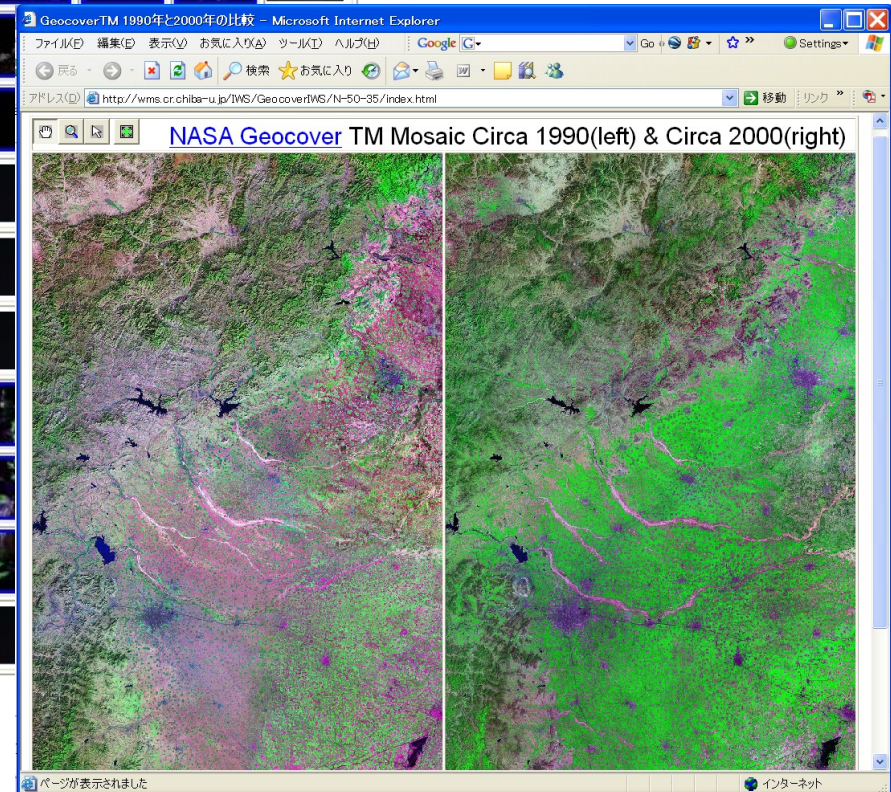 GeocoverTM 1990年と2000年の比較 - Microsoft Internet Explorer
ファイル(F) 編集(E) 表示(V) お気に入り(A) ツール(T) ヘルプ(H) Google G Go » Settings
戻る 検索 お気に入り
アドレス(D) http://wms.cr.chiba-u.jp/IWS/GeocoverIWS/N-50-35/index.html 移動 リンク »
NASA Geocover TM Mosaic Circa 1990(left) & Circa 2000(right)
ページが表示されました インターネット